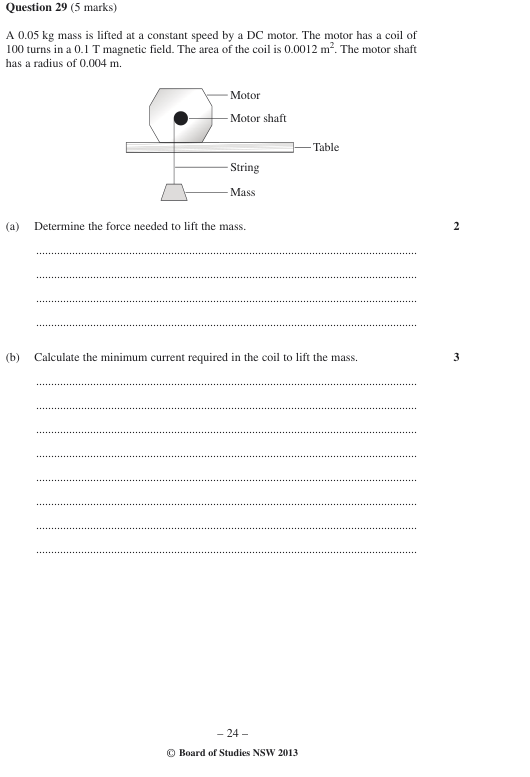 Question 29 (5 marks)
A 0.05 kg mass is lifted at a constant speed by a DC motor. The motor has a coil of
100 turns in a 0.1 T magnetic field. The area of the coil is 0.0012 m². The motor shaft
has a radius of 0.004 m.
Motor
Motor shaft
Table
String
Mass
(a) Determine the force needed to lift the mass. 2
(b) Calculate the minimum current required in the coil to lift the mass. 3
– 24 –
© Board of Studies NSW 2013